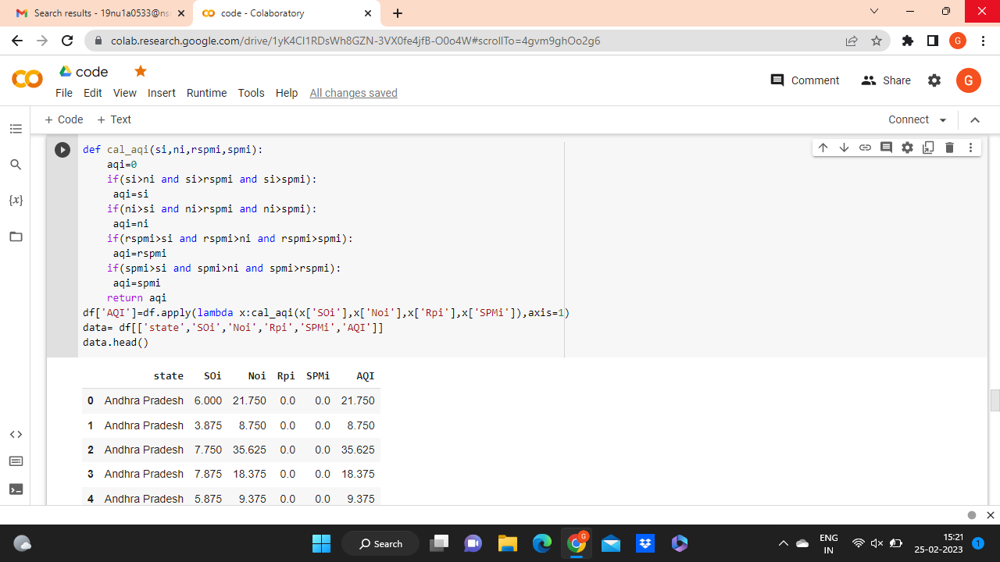 Search results - 19nu1a0533@ns
code - Colaboratory
colab.research.google.com/drive/1yK4CI1RDsWh8GZN-3VX0fe4jfB-O0o4W#scrollTo=4gvm9ghOo2g6
G
code
File Edit View Insert Runtime Tools Help All changes saved
Comment Share G
+ Code + Text
Connect
{x}
def cal_aqi(si,ni,rspmi,spmi):
    aqi=0
    if(si>ni and si>rspmi and si>spmi):
     aqi=si
    if(ni>si and ni>rspmi and ni>spmi):
     aqi=ni
    if(rspmi>si and rspmi>ni and rspmi>spmi):
     aqi=rspmi
    if(spmi>si and spmi>ni and spmi>rspmi):
     aqi=spmi
    return aqi
df['AQI']=df.apply(lambda x:cal_aqi(x['SOi'],x['Noi'],x['Rpi'],x['SPMi']),axis=1)
data= df[['state','SOi','Noi','Rpi','SPMi','AQI']]
data.head()
state SOi Noi Rpi SPMi AQI
0 Andhra Pradesh 6.000 21.750 0.0 0.0 21.750
1 Andhra Pradesh 3.875 8.750 0.0 0.0 8.750
2 Andhra Pradesh 7.750 35.625 0.0 0.0 35.625
3 Andhra Pradesh 7.875 18.375 0.0 0.0 18.375
4 Andhra Pradesh 5.875 9.375 0.0 0.0 9.375
Search
G
ENG
IN
15:21
25-02-2023
1